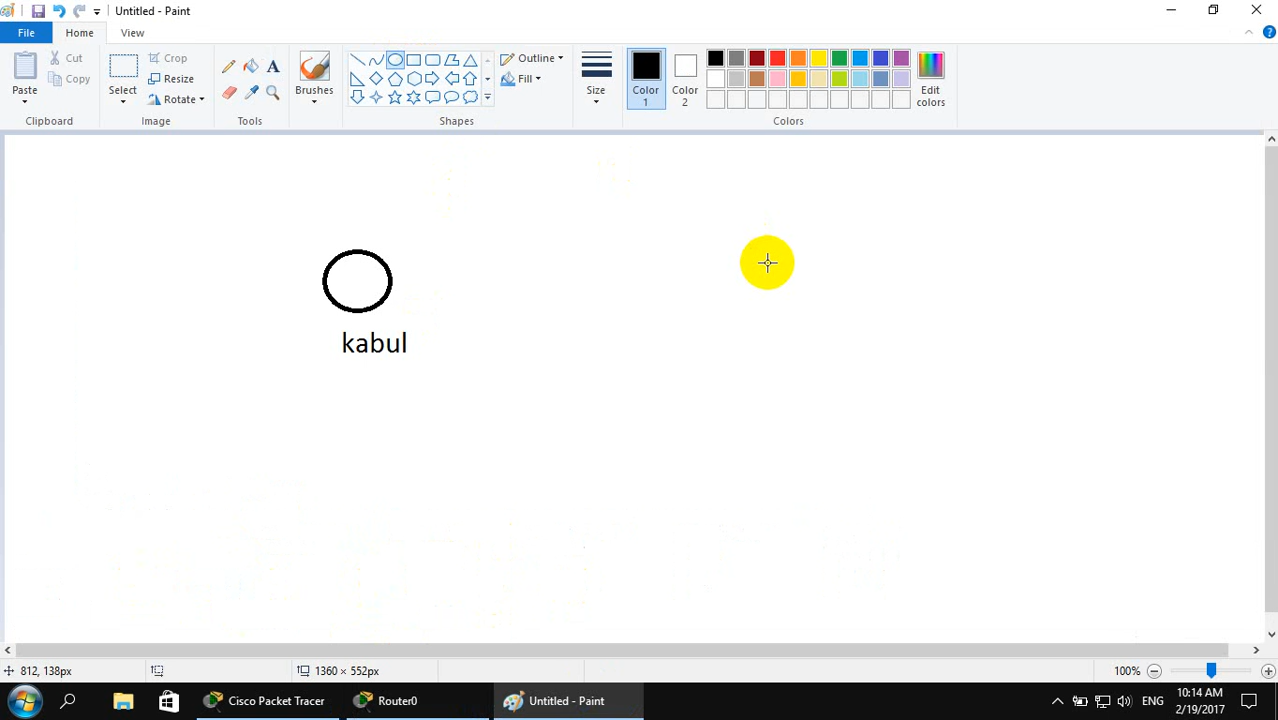 Untitled - Paint
File
Home
View
Paste
Cut
Copy
Clipboard
Select
Crop
Resize
Rotate
Image
A
Tools
Brushes
Outline
Fill
Shapes
Size
Color
1
Color
2
Edit
colors
Colors
kabul
812, 138px
1360 × 552px
100%
Cisco Packet Tracer
Router0
Untitled - Paint
ENG
10:14 AM
2/19/2017